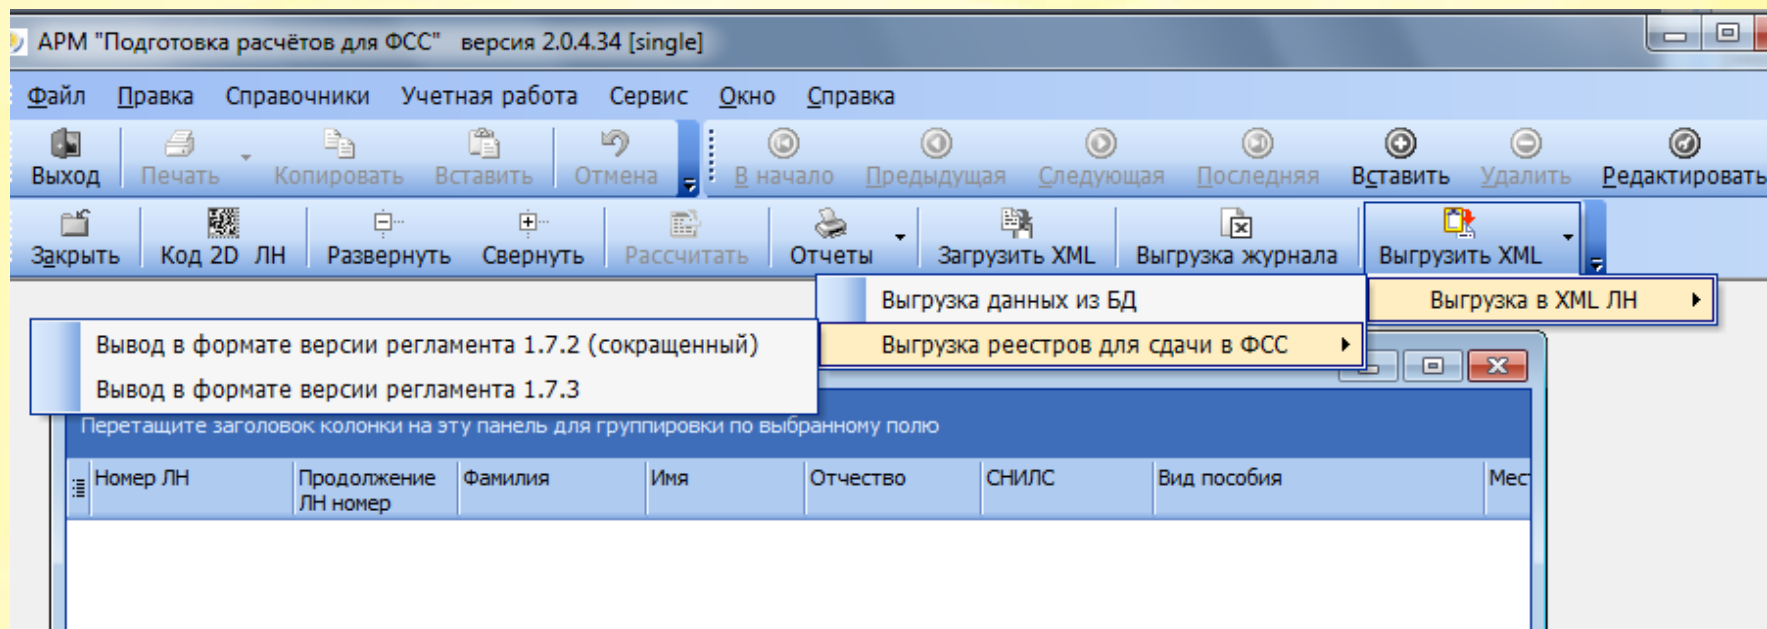 АРМ "Подготовка расчётов для ФСС" версия 2.0.4.34 [single]
Файл Правка Справочники Учетная работа Сервис Окно Справка
Выход Печать Копировать Вставить Отмена В начало Предыдущая Следующая Последняя Вставить Удалить Редактировать
Закрыть Код 2D ЛН Развернуть Свернуть Рассчитать Отчеты Загрузить XML Выгрузка журнала Выгрузить XML
Выгрузка данных из БД Выгрузка в XML ЛН
Вывод в формате версии регламента 1.7.2 (сокращенный) Выгрузка реестров для сдачи в ФСС
Вывод в формате версии регламента 1.7.3
Перетащите заголовок колонки на эту панель для группировки по выбранному полю
Номер ЛН Продолжение Фамилия Имя Отчество СНИЛС Вид пособия Мест
ЛН номер